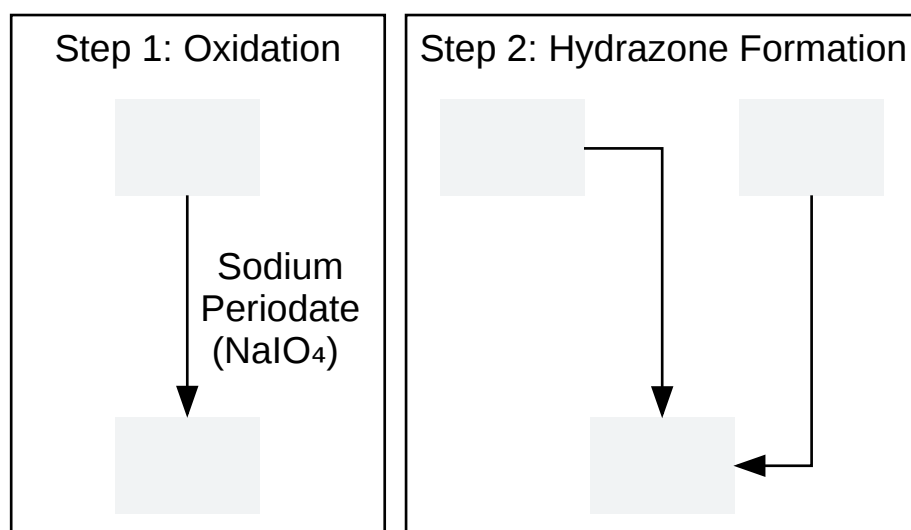 Step 1: Oxidation
Step 2: Hydrazone Formation
Sodium
Periodate
(NaIO₄)